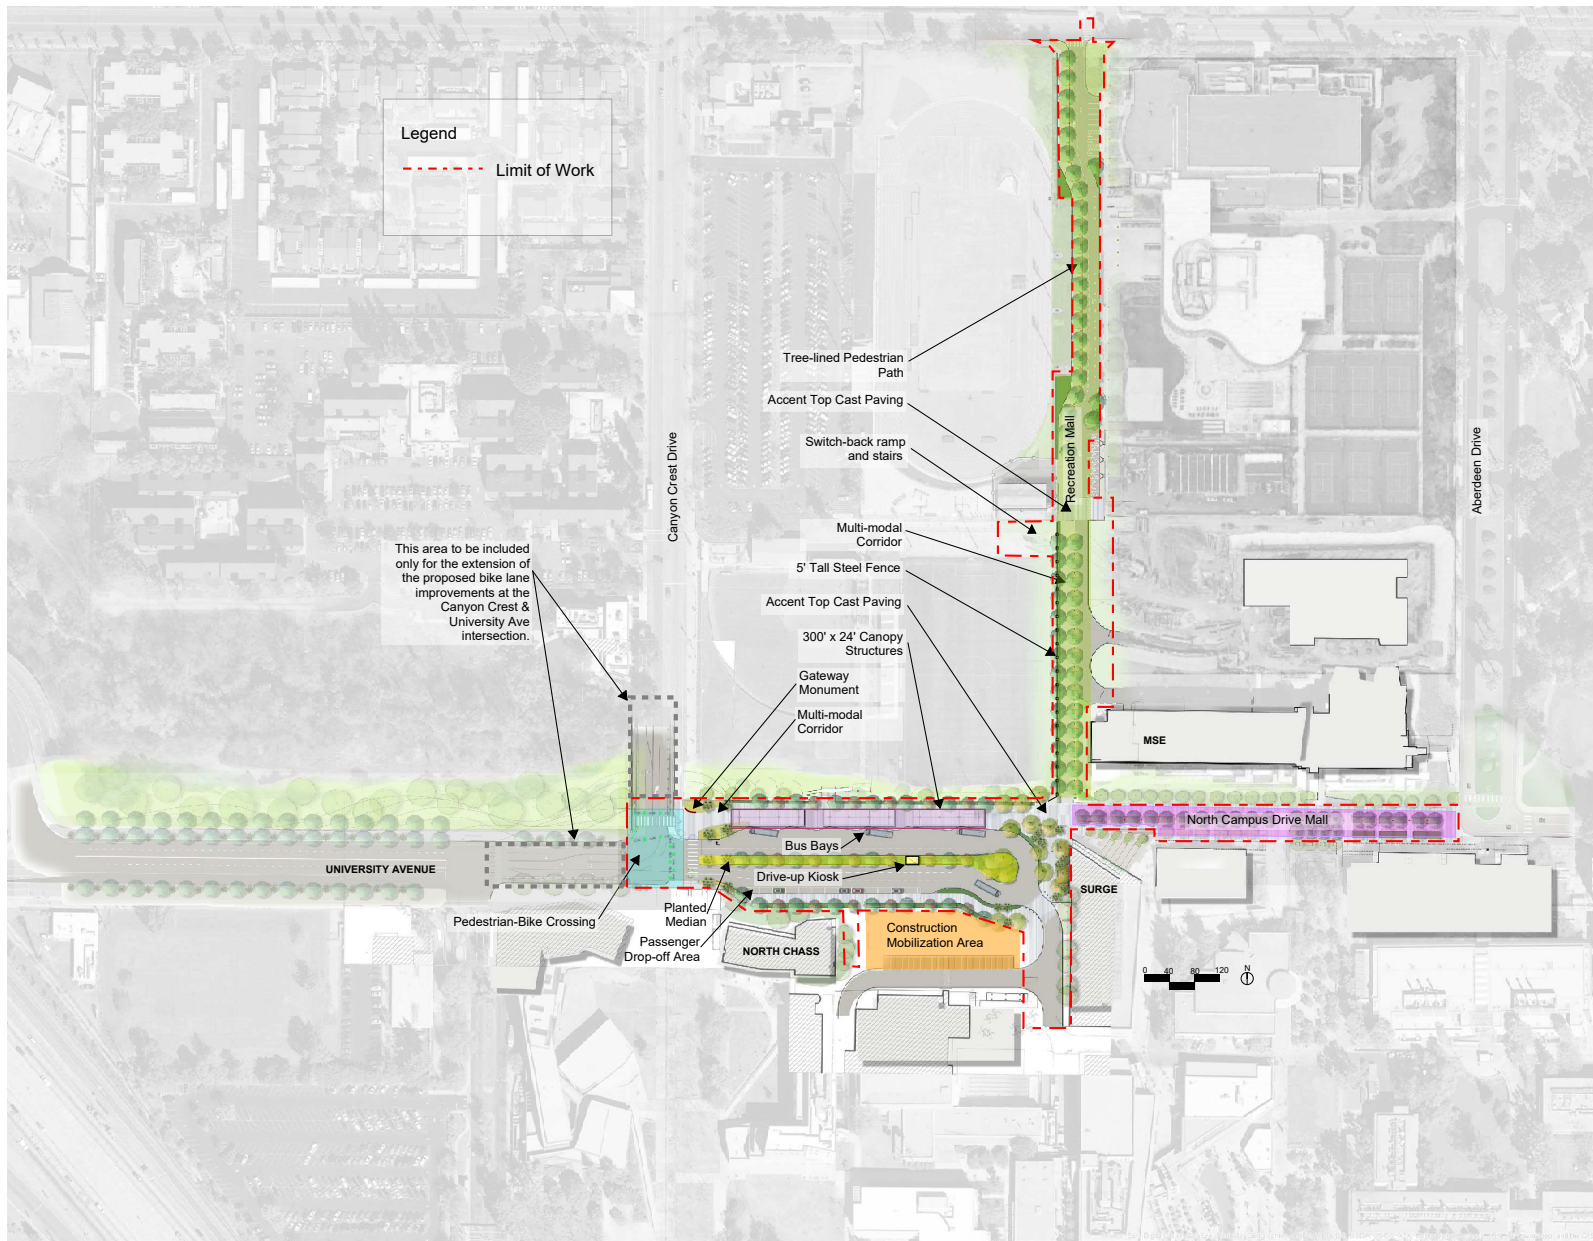 Legend
Limit of Work
Tree-lined Pedestrian
Path
Accent Top Cast Paving
Switch-back ramp
and stairs
Recreation Mall
Canyon Crest Drive
Aberdeen Drive
Multi-modal
Corridor
5' Tall Steel Fence
Accent Top Cast Paving
300' x 24' Canopy
Structures
Gateway
Monument
Multi-modal
Corridor
This area to be included
only for the extension of
the proposed bike lane
improvements at the
Canyon Crest &
University Ave
intersection.
MSE
North Campus Drive Mall
Bus Bays
UNIVERSITY AVENUE
Drive-up Kiosk
SURGE
Planted
Median
Pedestrian-Bike Crossing
Passenger
Drop-off Area
NORTH CHASS
Construction
Mobilization Area
0 40 80 120
N